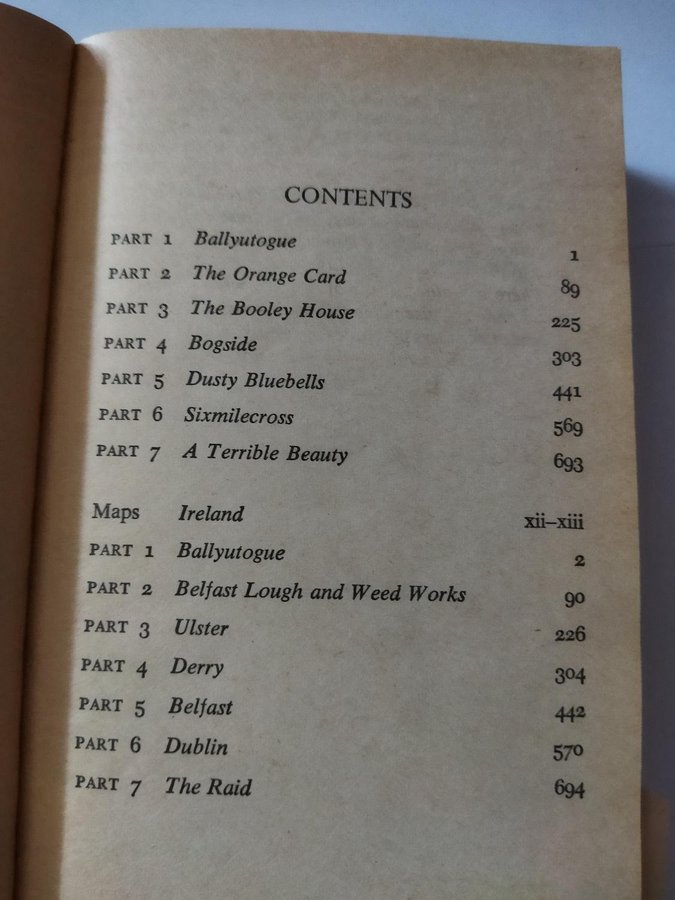 CONTENTS
PART 1 Ballyutogue 1
PART 2 The Orange Card 89
PART 3 The Booley House 225
PART 4 Bogside 303
PART 5 Dusty Bluebells 441
PART 6 Sixmilecross 569
PART 7 A Terrible Beauty 693
Maps Ireland xii–xiii
PART 1 Ballyutogue 2
PART 2 Belfast Lough and Weed Works 90
PART 3 Ulster 226
PART 4 Derry 304
PART 5 Belfast 442
PART 6 Dublin 570
PART 7 The Raid 694